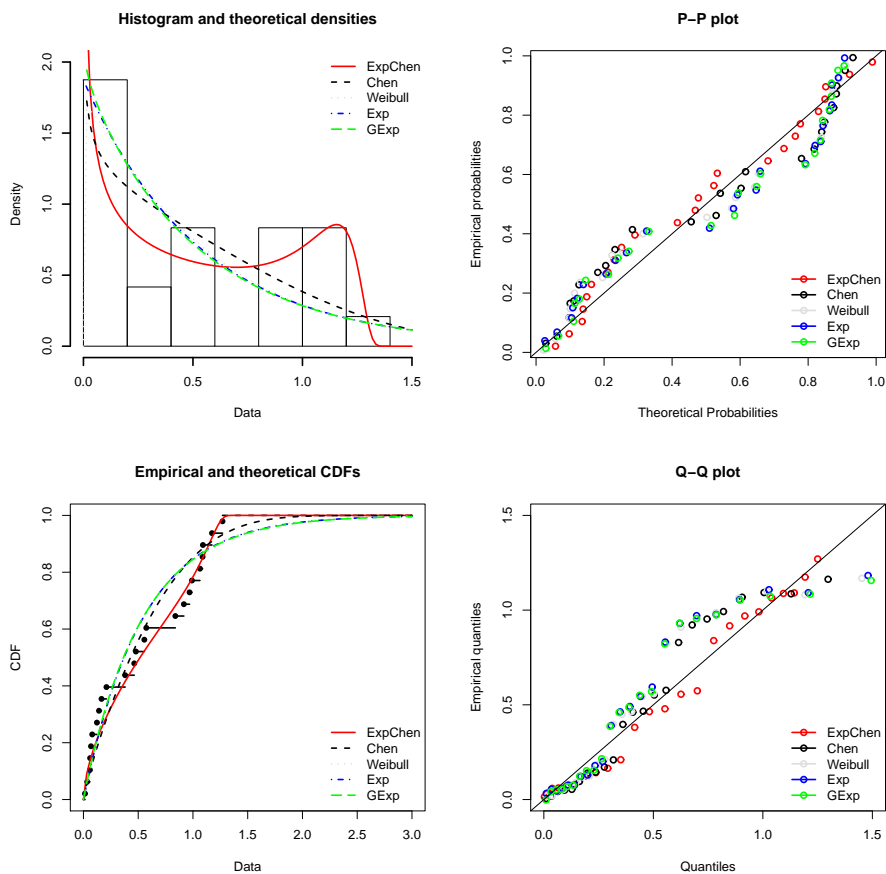 Histogram and theoretical densities
Density
2.0
1.5
1.0
0.5
0.0
ExpChen
Chen
Weibull
Exp
GExp
0.0 0.5 1.0 1.5
Data
P−P plot
Empirical probabilities
1.0
0.8
0.6
0.4
0.2
0.0
ExpChen
Chen
Weibull
Exp
GExp
0.0 0.2 0.4 0.6 0.8 1.0
Theoretical Probabilities
Empirical and theoretical CDFs
CDF
1.0
0.8
0.6
0.4
0.2
0.0
ExpChen
Chen
Weibull
Exp
GExp
0.0 0.5 1.0 1.5 2.0 2.5 3.0
Data
Q−Q plot
Empirical quantiles
1.5
1.0
0.5
0.0
ExpChen
Chen
Weibull
Exp
GExp
0.0 0.5 1.0 1.5
Quantiles